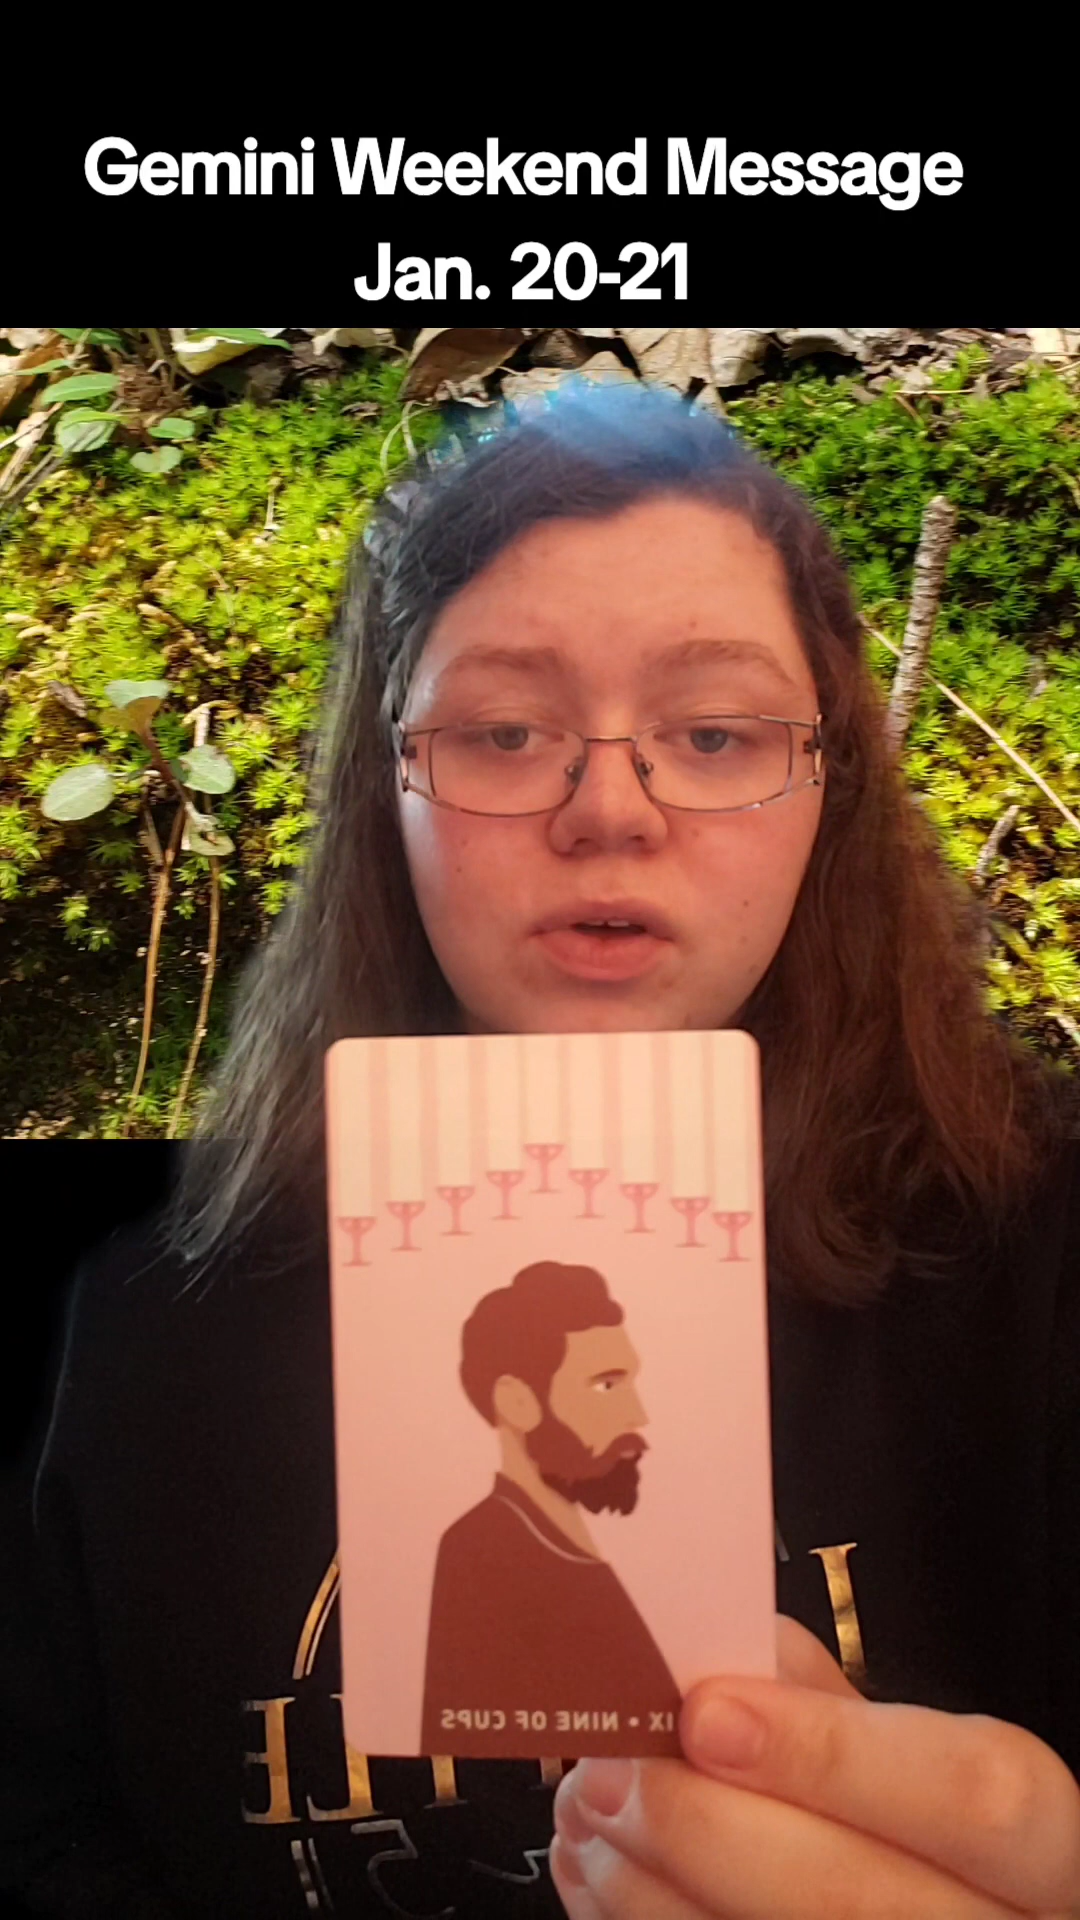 Gemini Weekend Message
Jan. 20-21
IX • NINE OF CUPS